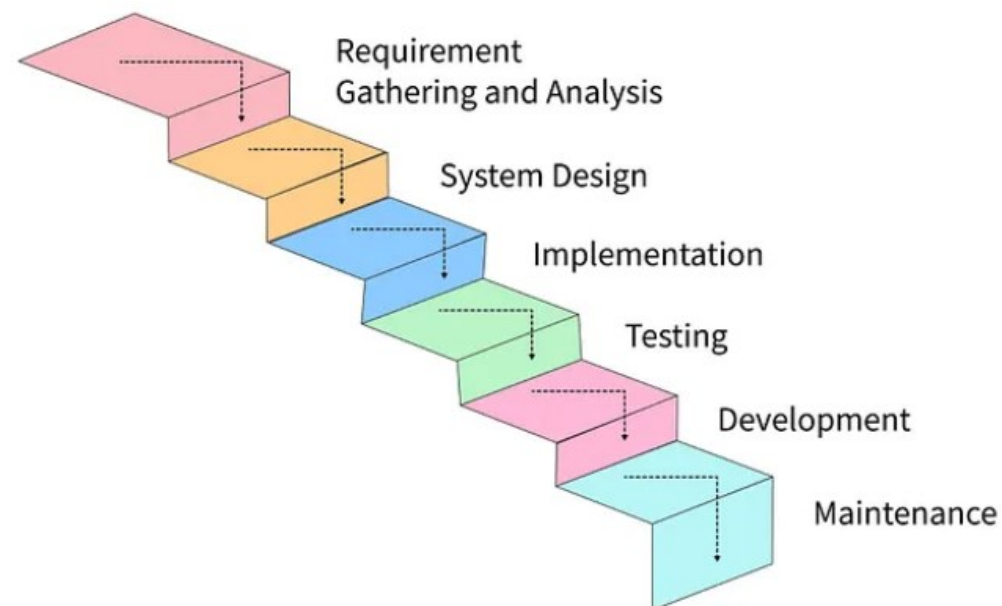 Requirement
Gathering and Analysis
System Design
Implementation
Testing
Development
Maintenance